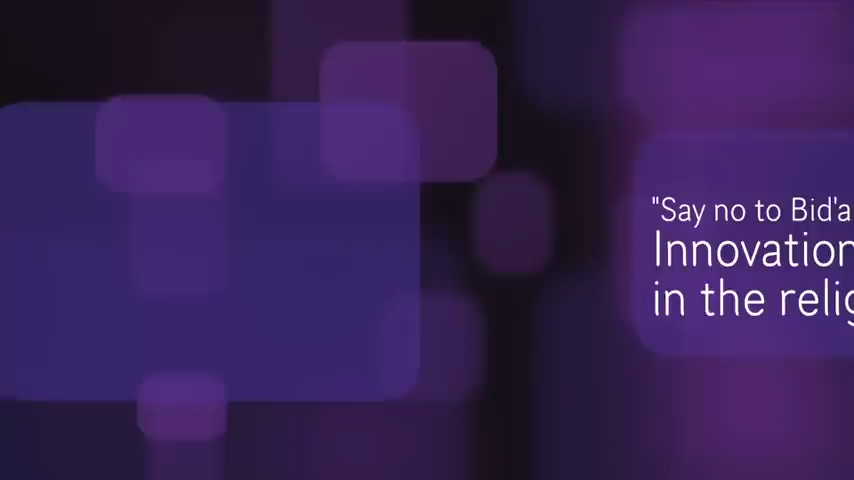 "Say no to Bid'a
Innovation
in the relig